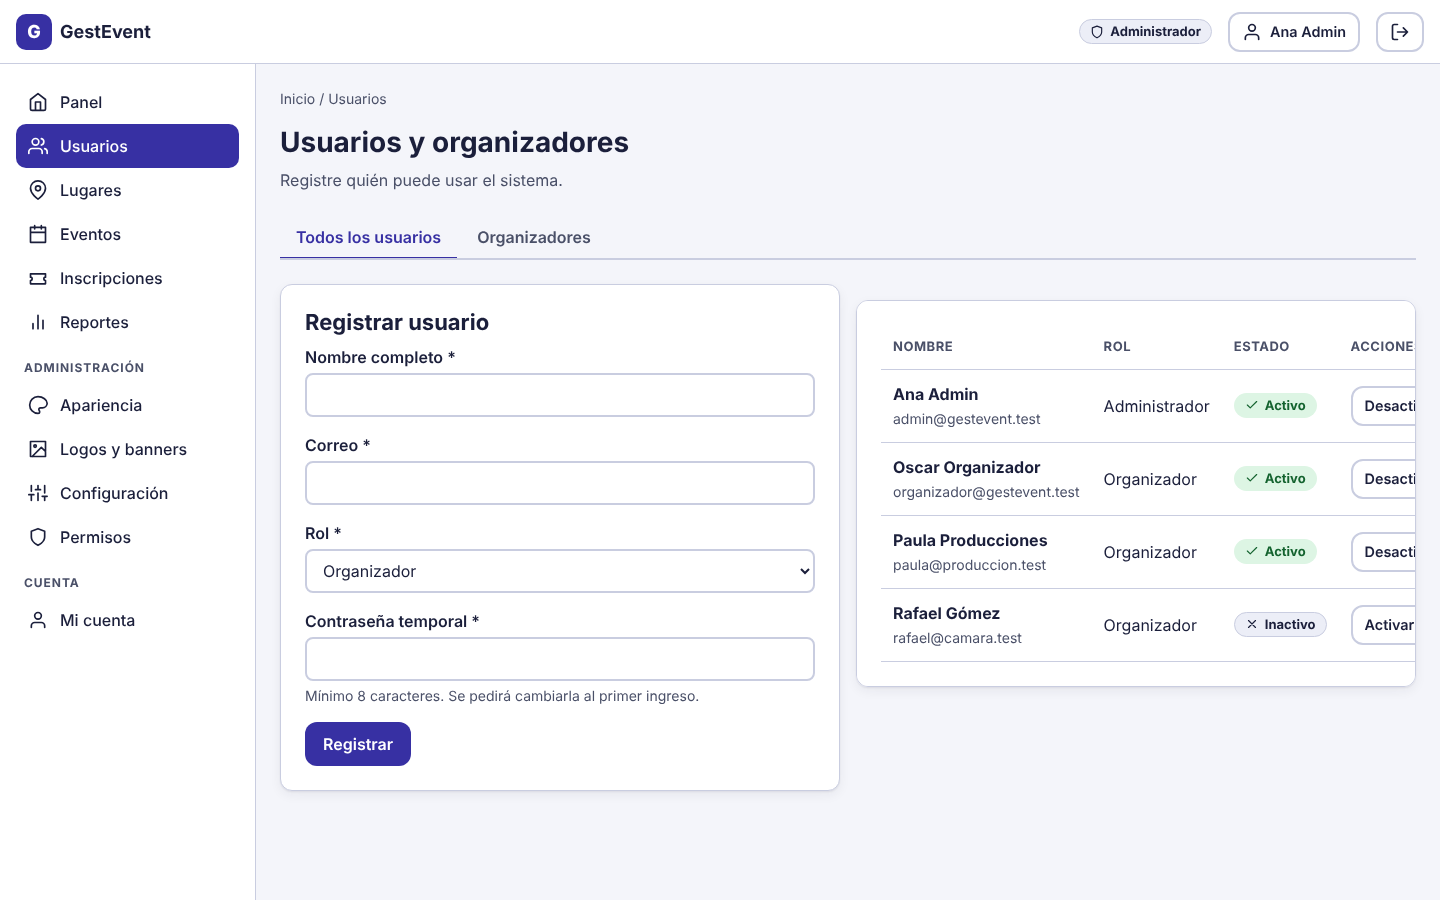 G GestEvent
Administrador
Ana Admin
Panel
Usuarios
Lugares
Eventos
Inscripciones
Reportes
ADMINISTRACIÓN
Apariencia
Logos y banners
Configuración
Permisos
CUENTA
Mi cuenta
Inicio / Usuarios
Usuarios y organizadores
Registre quién puede usar el sistema.
Todos los usuarios Organizadores
Registrar usuario
Nombre completo *
Correo *
Rol *
Organizador
Contraseña temporal *
Mínimo 8 caracteres. Se pedirá cambiarla al primer ingreso.
Registrar
NOMBRE ROL ESTADO ACCIONE
Ana Admin
admin@gestevent.test
Administrador Activo Desacti
Oscar Organizador
organizador@gestevent.test
Organizador Activo Desacti
Paula Producciones
paula@produccion.test
Organizador Activo Desacti
Rafael Gómez
rafael@camara.test
Organizador Inactivo Activar